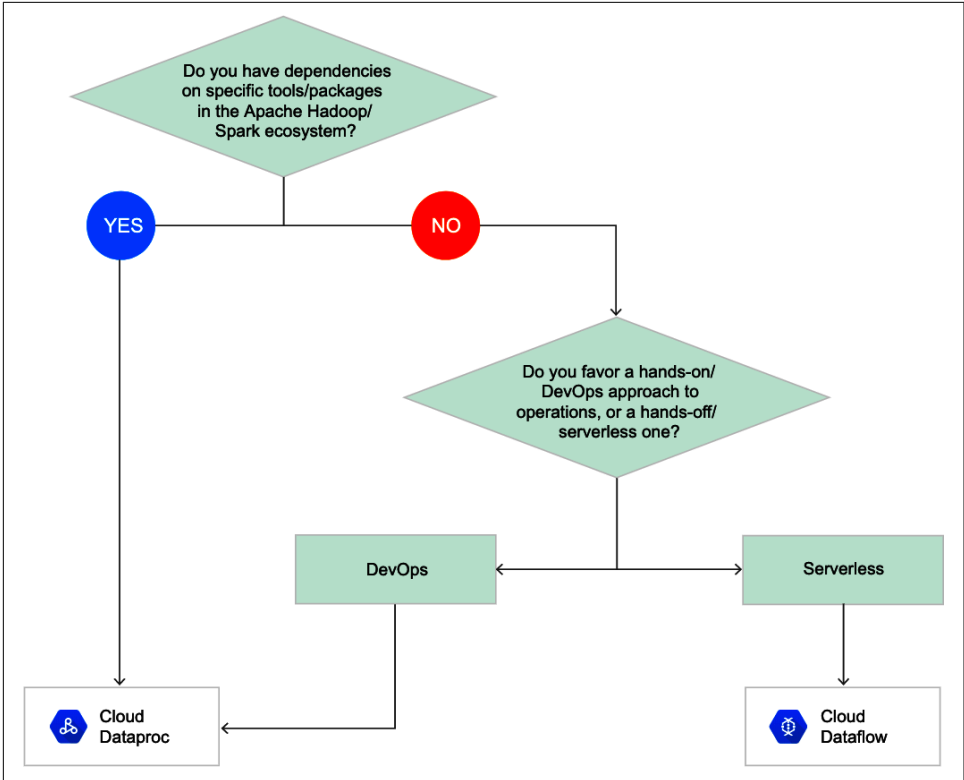 Do you have dependencies
on specific tools/packages
in the Apache Hadoop/
Spark ecosystem?
YES
NO
Do you favor a hands-on/
DevOps approach to
operations, or a hands-off/
serverless one?
DevOps
Serverless
Cloud
Dataproc
Cloud
Dataflow